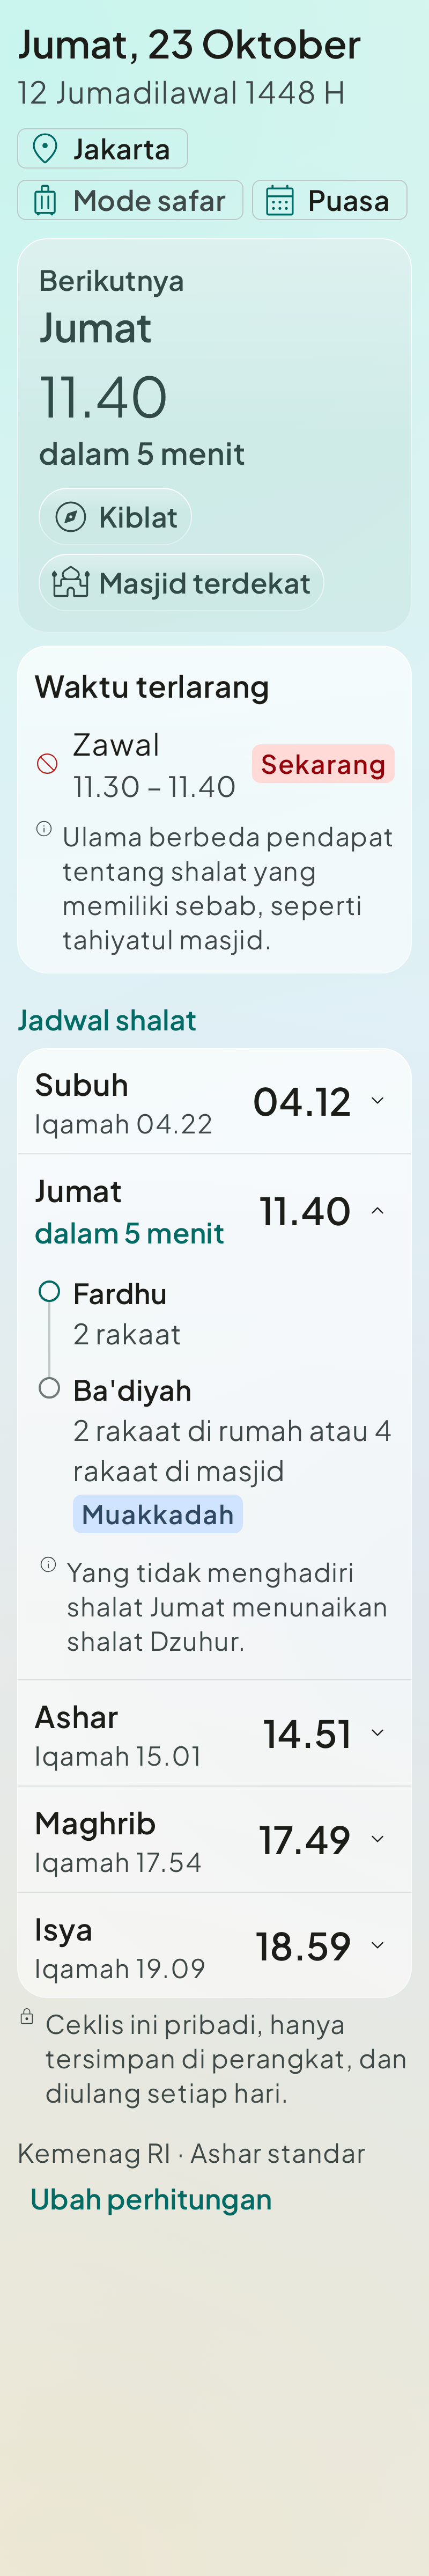 Jumat, 23 Oktober
12 Jumadilawal 1448 H
Jakarta
Mode safar
Puasa
Berikutnya
Jumat
11.40
dalam 5 menit
Kiblat
Masjid terdekat
Waktu terlarang
Zawal
11.30 – 11.40
Sekarang
Ulama berbeda pendapat
tentang shalat yang
memiliki sebab, seperti
tahiyatul masjid.
Jadwal shalat
Subuh
Iqamah 04.22
04.12
Jumat
dalam 5 menit
11.40
Fardhu
2 rakaat
Ba'diyah
2 rakaat di rumah atau 4
rakaat di masjid
Muakkadah
Yang tidak menghadiri
shalat Jumat menunaikan
shalat Dzuhur.
Ashar
Iqamah 15.01
14.51
Maghrib
Iqamah 17.54
17.49
Isya
Iqamah 19.09
18.59
Ceklis ini pribadi, hanya
tersimpan di perangkat, dan
diulang setiap hari.
Kemenag RI · Ashar standar
Ubah perhitungan